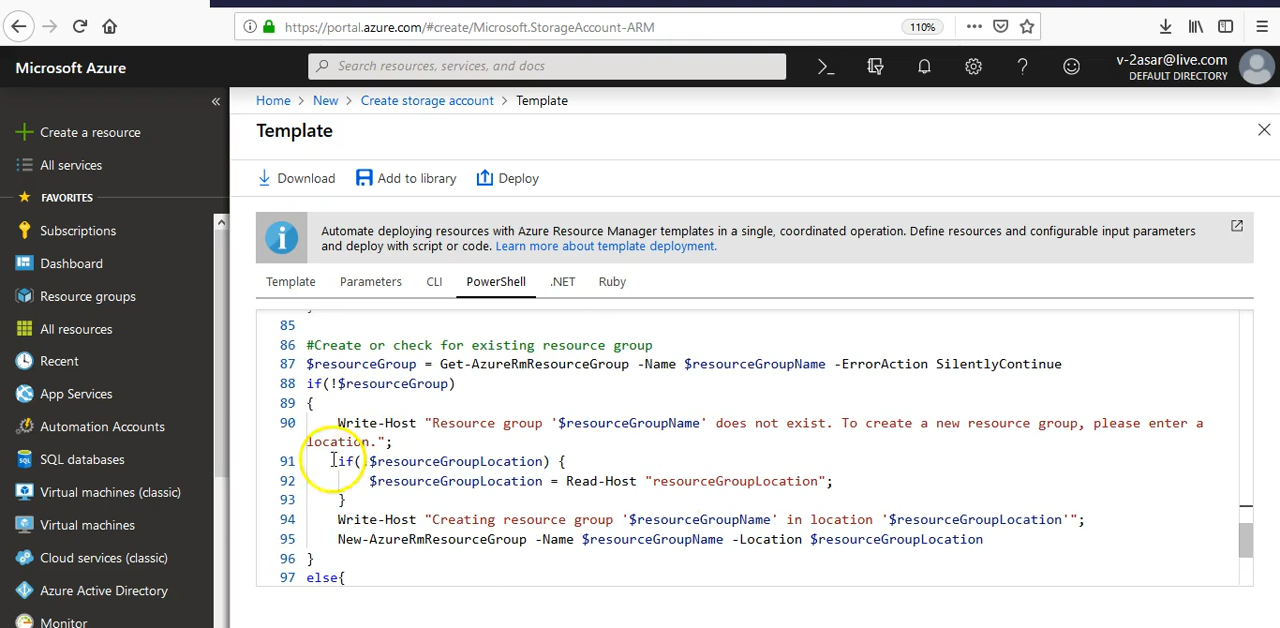 https://portal.azure.com/#create/Microsoft.StorageAccount-ARM
110%
Microsoft Azure
Search resources, services, and docs
v-2asar@live.com
DEFAULT DIRECTORY
Home > New > Create storage account > Template
Template
Create a resource
All services
FAVORITES
Subscriptions
Dashboard
Resource groups
All resources
Recent
App Services
Automation Accounts
SQL databases
Virtual machines (classic)
Virtual machines
Cloud services (classic)
Azure Active Directory
Monitor
Download
Add to library
Deploy
Automate deploying resources with Azure Resource Manager templates in a single, coordinated operation. Define resources and configurable input parameters
and deploy with script or code. Learn more about template deployment.
Template Parameters CLI PowerShell .NET Ruby
85
86 #Create or check for existing resource group
87 $resourceGroup = Get-AzureRmResourceGroup -Name $resourceGroupName -ErrorAction SilentlyContinue
88 if(!$resourceGroup)
89 {
90 Write-Host "Resource group '$resourceGroupName' does not exist. To create a new resource group, please enter a
location.";
91 if(!$resourceGroupLocation) {
92 $resourceGroupLocation = Read-Host "resourceGroupLocation";
93 }
94 Write-Host "Creating resource group '$resourceGroupName' in location '$resourceGroupLocation'";
95 New-AzureRmResourceGroup -Name $resourceGroupName -Location $resourceGroupLocation
96 }
97 else{